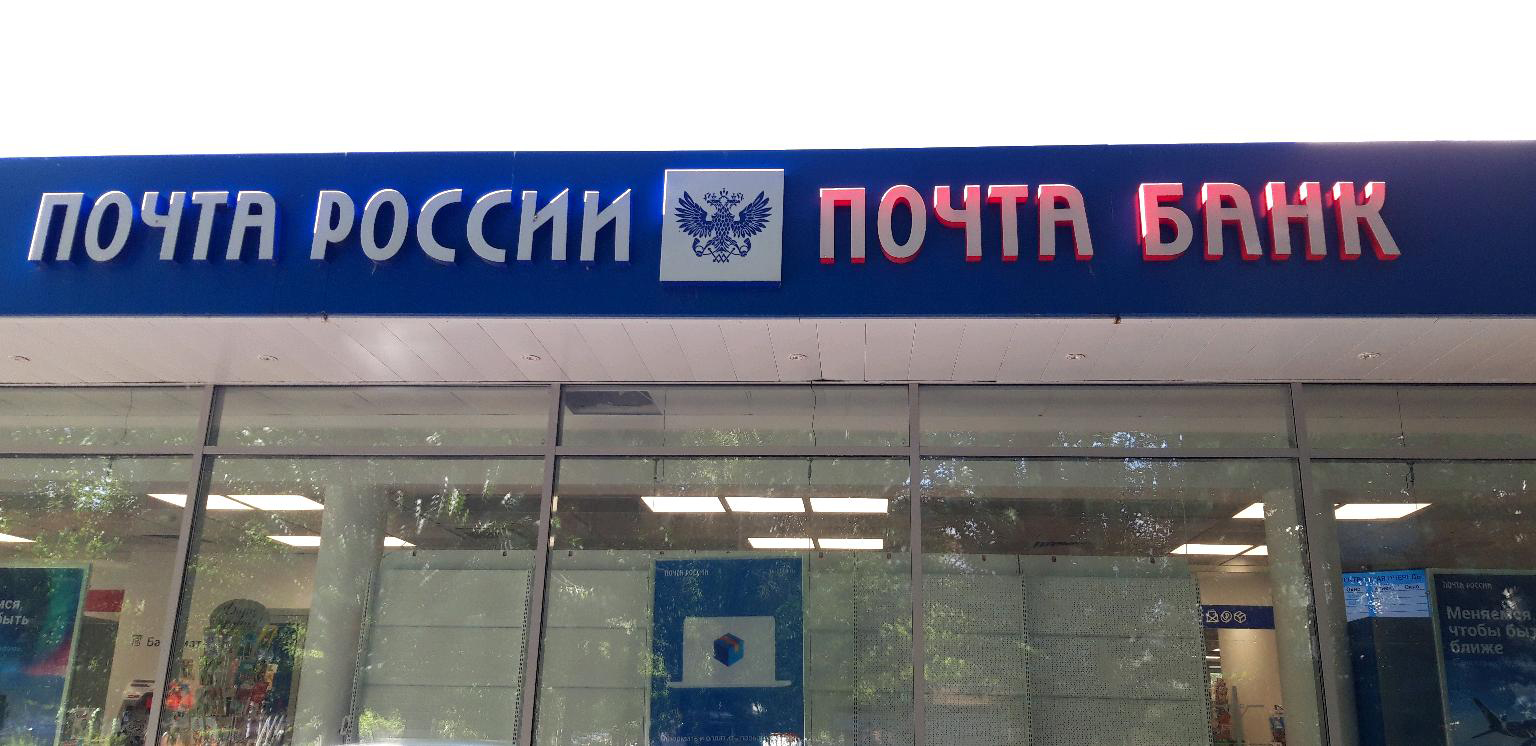 ПОЧТА РОССИИ ПОЧТА БАНК
ПОЧТА РОССИИ
ПОЧТА РОССИИ
Меняемся
чтобы бы
ближе